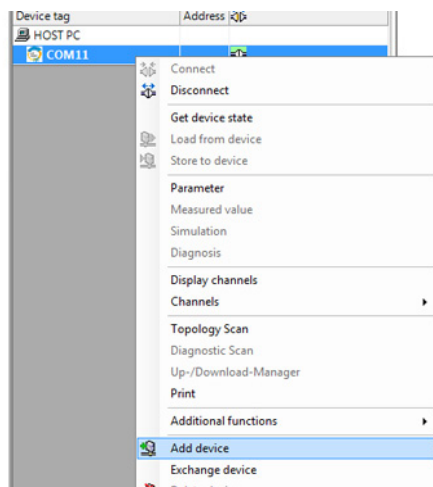 Device tag Address
HOST PC
COM11
Connect
Disconnect
Get device state
Load from device
Store to device
Parameter
Measured value
Simulation
Diagnosis
Display channels
Channels
Topology Scan
Diagnostic Scan
Up-/Download-Manager
Print
Additional functions
Add device
Exchange device